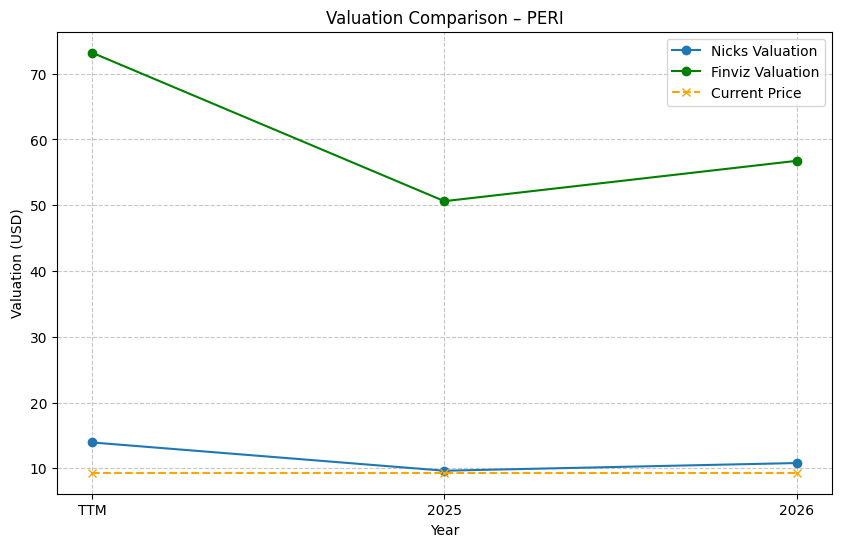 Valuation Comparison – PERI
Nicks Valuation
Finviz Valuation
Current Price
Valuation (USD)
70
60
50
40
30
20
10
TTM
2025
2026
Year